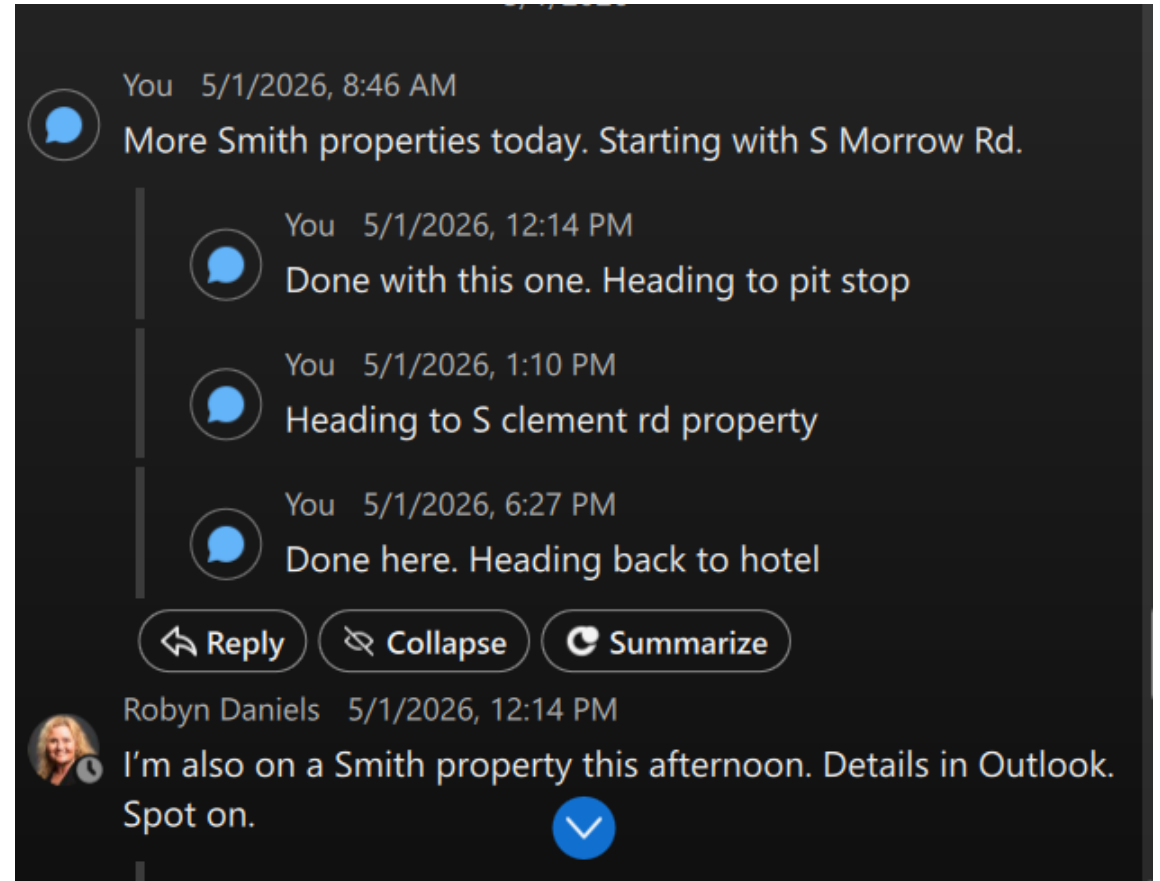 You 5/1/2026, 8:46 AM
More Smith properties today. Starting with S Morrow Rd.
You 5/1/2026, 12:14 PM
Done with this one. Heading to pit stop
You 5/1/2026, 1:10 PM
Heading to S clement rd property
You 5/1/2026, 6:27 PM
Done here. Heading back to hotel
Reply Collapse Summarize
Robyn Daniels 5/1/2026, 12:14 PM
I’m also on a Smith property this afternoon. Details in Outlook.
Spot on.